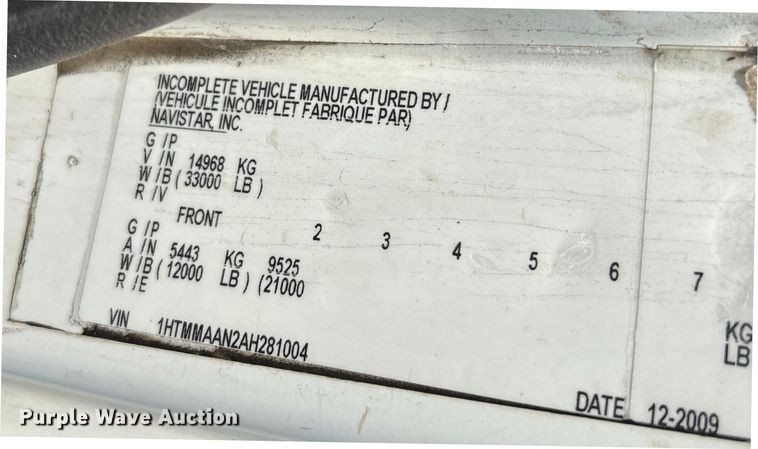 INCOMPLETE VEHICLE MANUFACTURED BY /
(VEHICULE INCOMPLET FABRIQUE PAR)
NAVISTAR, INC.
G /P
V /N 14968 KG
W /B ( 33000 LB )
R /V
FRONT 2 3 4 5 6 7
G /P
A /N 5443 KG 9525
W /B ( 12000 LB ) (21000
R /E
KG
LB
VIN 1HTMMAAN2AH281004
DATE 12-2009
Purple Wave Auction